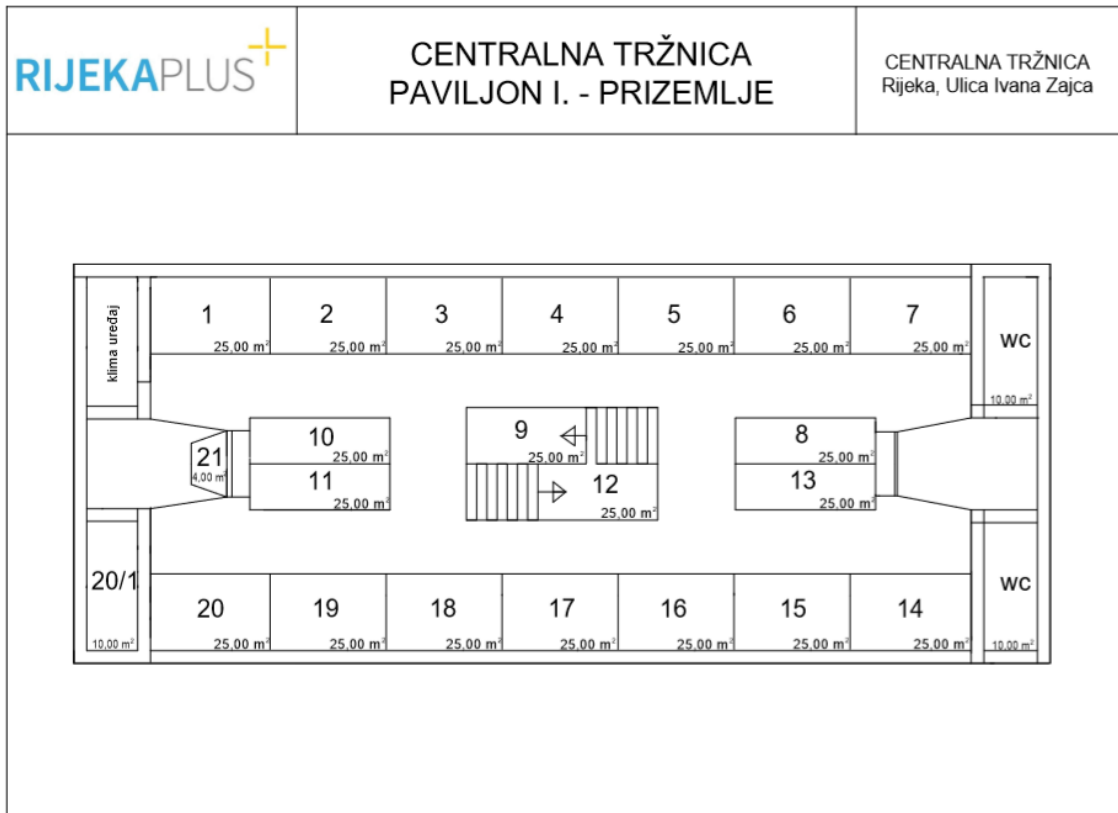 RIJEKAPLUS
CENTRALNA TRŽNICA
PAVILJON I. - PRIZEMLJE
CENTRALNA TRŽNICA
Rijeka, Ulica Ivana Zajca
klima uređaj
1
25,00 m²
2
25,00 m²
3
25,00 m²
4
25,00 m²
5
25,00 m²
6
25,00 m²
7
25,00 m²
WC
10.00 m²
21
4,00 m²
10
25,00 m²
11
25,00 m²
9
25,00 m²
12
25,00 m²
8
25,00 m²
13
25,00 m²
20/1
10,00 m²
20
25,00 m²
19
25,00 m²
18
25,00 m²
17
25,00 m²
16
25,00 m²
15
25,00 m²
14
25,00 m²
WC
10.00 m²